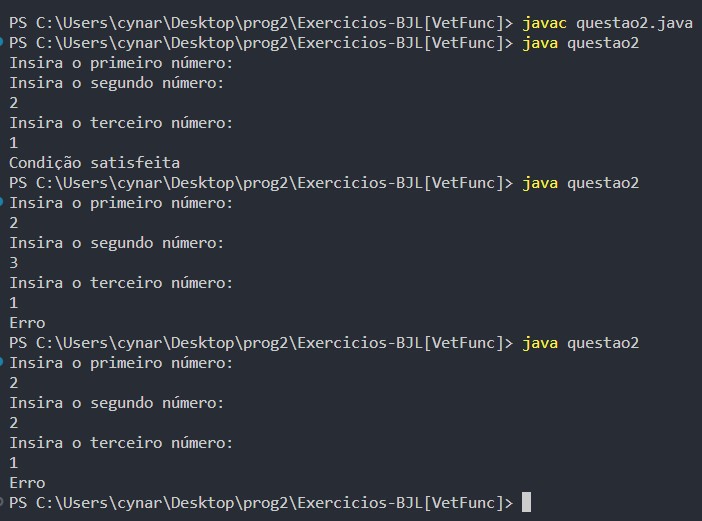 PS C:\Users\cynar\Desktop\prog2\Exercicios-BJL[VetFunc]> javac questao2.java
PS C:\Users\cynar\Desktop\prog2\Exercicios-BJL[VetFunc]> java questao2
Insira o primeiro número:
Insira o segundo número:
2
Insira o terceiro número:
1
Condição satisfeita
PS C:\Users\cynar\Desktop\prog2\Exercicios-BJL[VetFunc]> java questao2
Insira o primeiro número:
2
Insira o segundo número:
3
Insira o terceiro número:
1
Erro
PS C:\Users\cynar\Desktop\prog2\Exercicios-BJL[VetFunc]> java questao2
Insira o primeiro número:
2
Insira o segundo número:
2
Insira o terceiro número:
1
Erro
PS C:\Users\cynar\Desktop\prog2\Exercicios-BJL[VetFunc]>